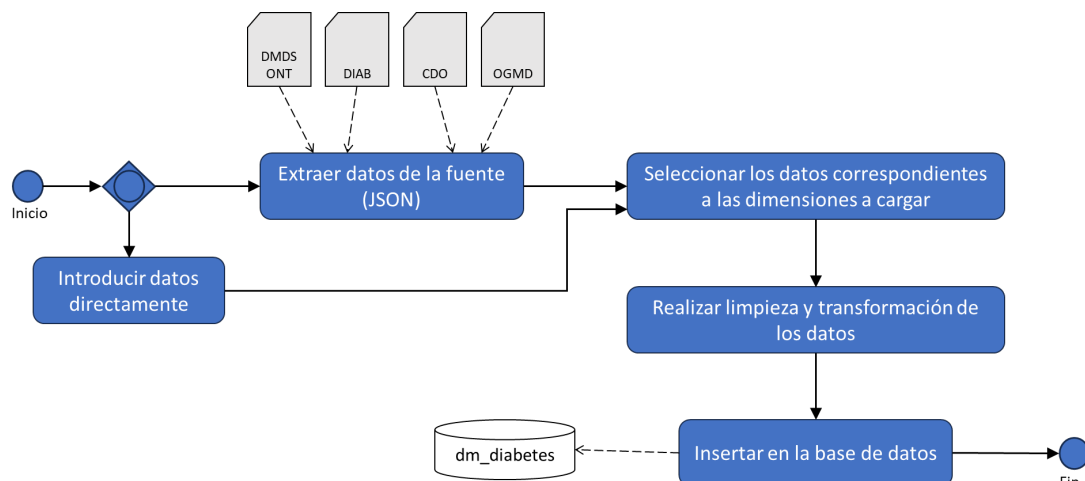 DMDS
ONT
DIAB
CDO
OGMD
Extraer datos de la fuente
(JSON)
Seleccionar los datos correspondientes
a las dimensiones a cargar
Inicio
Introducir datos
directamente
Realizar limpieza y transformación de
los datos
dm_diabetes
Insertar en la base de datos
Fin